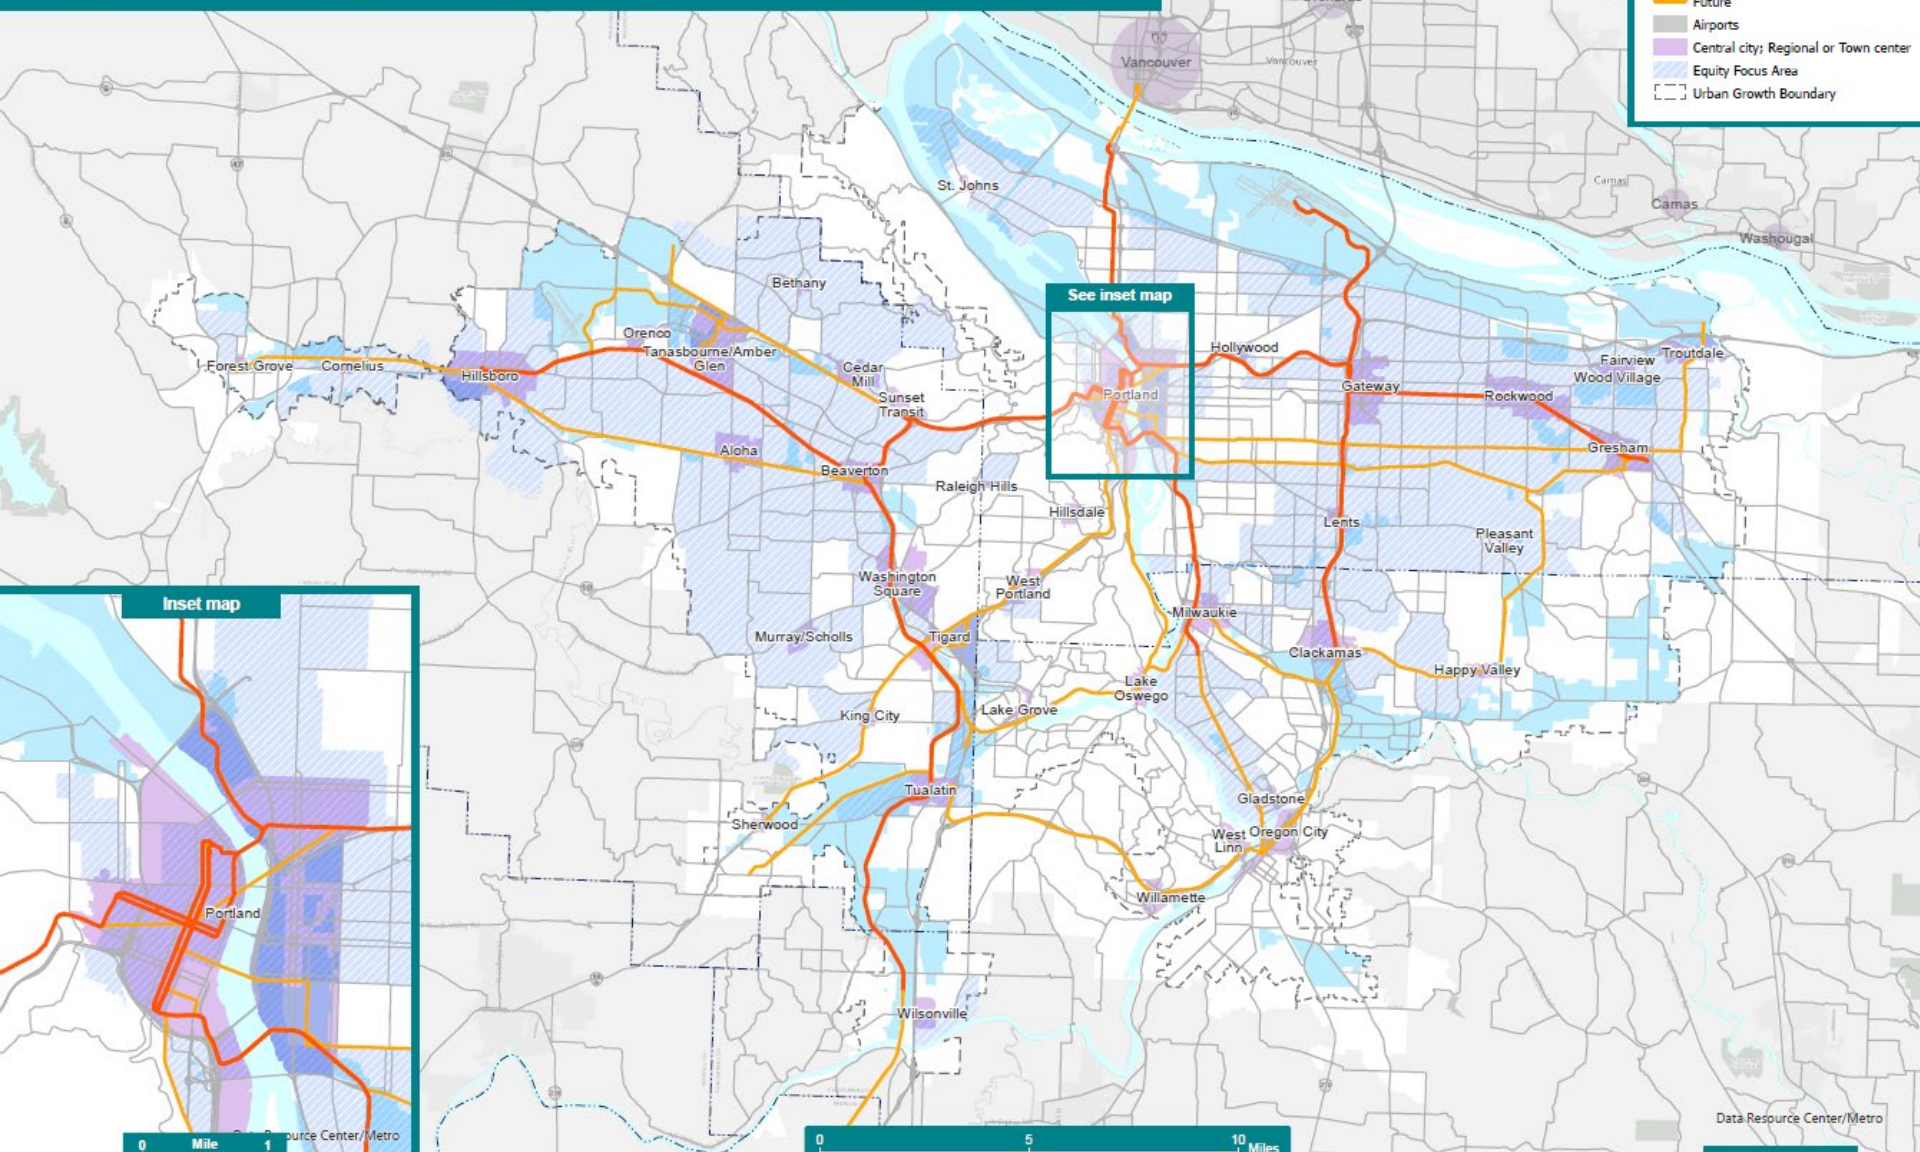 Future
Airports
Central city; Regional or Town center
Equity Focus Area
Urban Growth Boundary
Vancouver
Vancouver
Camas
Camas
Washougal
St. Johns
Bethany
See inset map
Orenco
Tanasbourne/Amber
Glen
Hollywood
Forest Grove
Cornelius
Hillsboro
Cedar
Mill
Sunset
Transit
Portland
Gateway
Rockwood
Fairview
Wood Village
Troutdale
Aloha
Beaverton
Gresham
Raleigh Hills
Hillsdale
Lents
Pleasant
Valley
Washington
Square
West
Portland
Milwaukie
Murray/Scholls
Tigard
Clackamas
Happy Valley
Lake
Oswego
King City
Lake Grove
Tualatin
Sherwood
Gladstone
West
Linn
Oregon City
Willamette
Wilsonville
Inset map
Portland
Data Resource Center/Metro
0
Mile
1
0
5
10
Miles
Data Resource Center/Metro